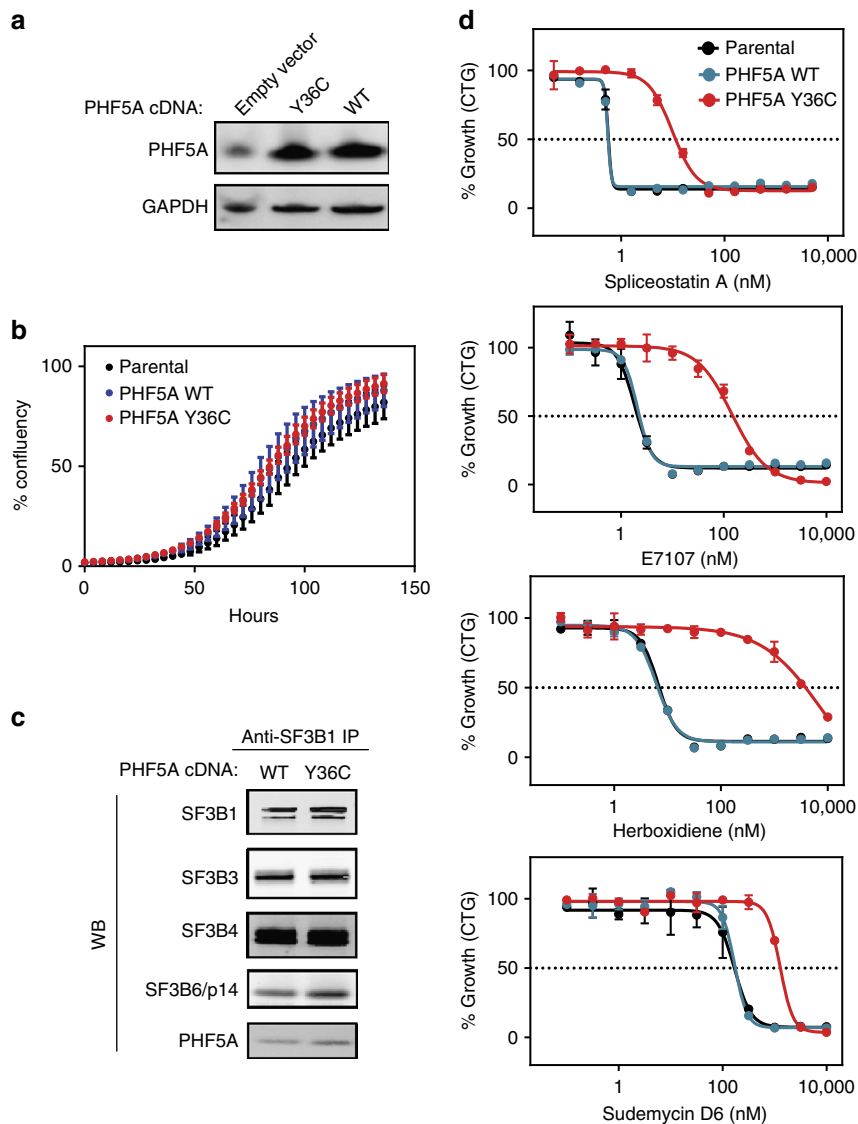 a
PHF5A cDNA:
Empty vector
Y36C
WT
PHF5A
GAPDH
b
% confluency
100
50
0
Parental
PHF5A WT
PHF5A Y36C
0
50
100
150
Hours
c
Anti-SF3B1 IP
PHF5A cDNA: WT Y36C
WB
SF3B1
SF3B3
SF3B4
SF3B6/p14
PHF5A
d
% Growth (CTG)
100
50
0
Parental
PHF5A WT
PHF5A Y36C
1 100 10,000
Spliceostatin A (nM)
% Growth (CTG)
100
50
0
1 100 10,000
E7107 (nM)
% Growth (CTG)
100
50
0
1 100 10,000
Herboxidiene (nM)
% Growth (CTG)
100
50
0
1 100 10,000
Sudemycin D6 (nM)